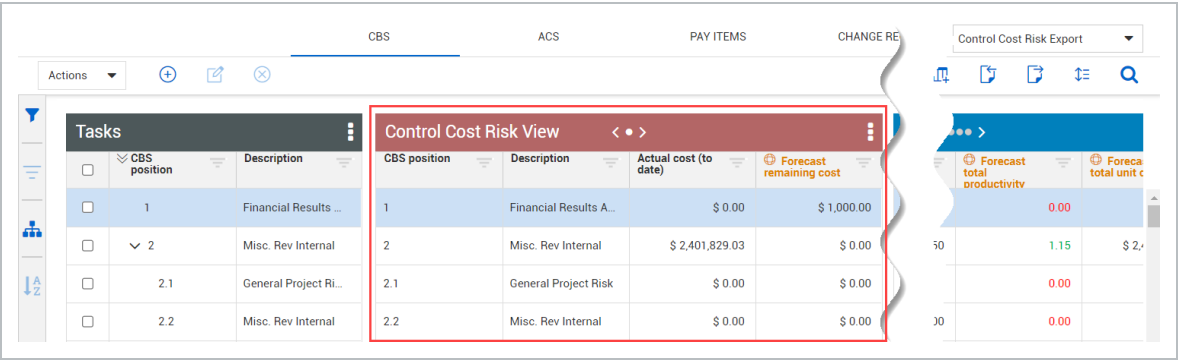 CBS ACS PAY ITEMS CHANGE RE Control Cost Risk Export
Actions
Tasks Control Cost Risk View
CBS position Description CBS position Description Actual cost (to date) Forecast remaining cost Forecast total productivity Foreca total unit c
1 Financial Results ... 1 Financial Results A... $ 0.00 $ 1,000.00 0.00
2 Misc. Rev Internal 2 Misc. Rev Internal $ 2,401,829.03 $ 0.00 50 1.15 $ 2,4
2.1 General Project Ri... 2.1 General Project Risk $ 0.00 $ 0.00 0.00
2.2 Misc. Rev Internal 2.2 Misc. Rev Internal $ 0.00 $ 0.00 00 0.00